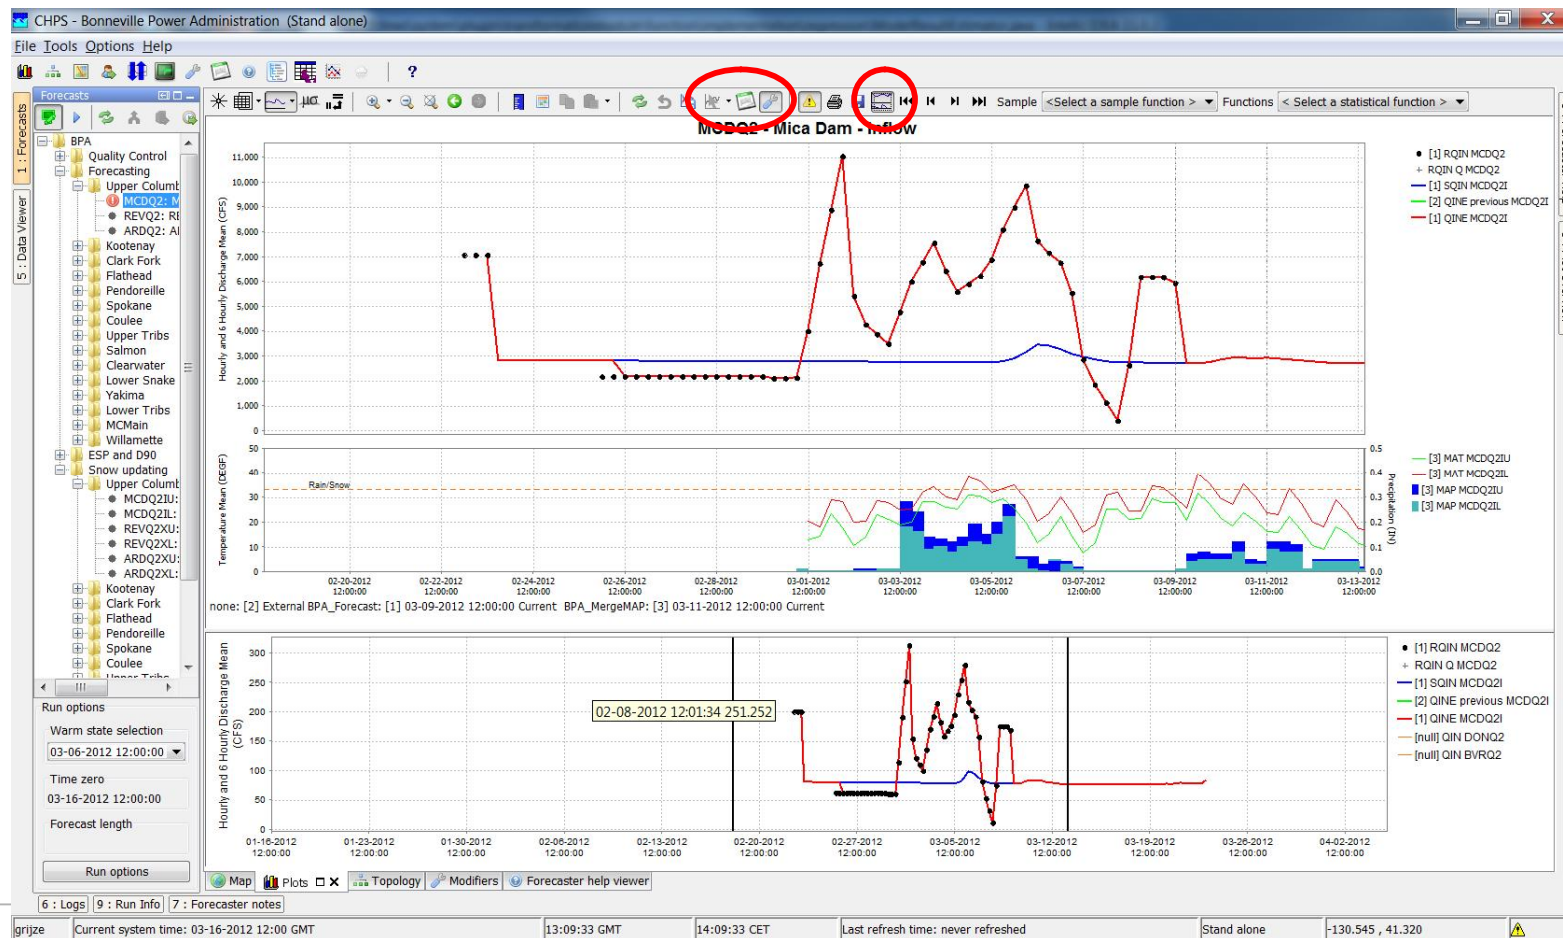 CHPS - Bonneville Power Administration (Stand alone)
File Tools Options Help
?
Sample <Select a sample function > Functions < Select a statistical function >
1 : Forecasts
5 : Data Viewer
Forecasts
BPA
Quality Control
Forecasting
Upper Columb
MCDQ2: M
REVQ2: RE
ARDQ2: AI
Kootenay
Clark Fork
Flathead
Pendoreille
Spokane
Coulee
Upper Tribs
Salmon
Clearwater
Lower Snake
Yakima
Lower Tribs
MCMain
Willamette
ESP and D90
Snow updating
Upper Columb
MCDQ2IU:
MCDQ2IL:
REVQ2XU:
REVQ2XL:
ARDQ2XU:
ARDQ2XL:
Kootenay
Clark Fork
Flathead
Pendoreille
Spokane
Coulee
Run options
Warm state selection
03-06-2012 12:00:00
Time zero
03-16-2012 12:00:00
Forecast length
Run options
MCDQ2 - Mica Dam - Inflow
Hourly and 6 Hourly Discharge Mean (CFS)
11,000
10,000
9,000
8,000
7,000
6,000
5,000
4,000
3,000
2,000
1,000
0
[1] RQIN MCDQ2
RQIN Q MCDQ2
[1] SQIN MCDQ2I
[2] QINE previous MCDQ2I
[1] QINE MCDQ2I
Temperature Mean (DEGF)
50
40
30
20
10
0
Rain/Snow
0.5
0.4
0.3
0.2
0.1
0.0
Precipitation (IN)
[3] MAT MCDQ2IU
[3] MAT MCDQ2IL
[3] MAP MCDQ2IU
[3] MAP MCDQ2IL
02-20-2012 02-22-2012 02-24-2012 02-26-2012 02-28-2012 03-01-2012 03-03-2012 03-05-2012 03-07-2012 03-09-2012 03-11-2012 03-13-2012
12:00:00 12:00:00 12:00:00 12:00:00 12:00:00 12:00:00 12:00:00 12:00:00 12:00:00 12:00:00 12:00:00 12:00:00
none: [2] External BPA_Forecast: [1] 03-09-2012 12:00:00 Current BPA_MergeMAP: [3] 03-11-2012 12:00:00 Current
Hourly and 6 Hourly Discharge Mean
(CFS)
300
250
200
150
100
50
0
02-08-2012 12:01:34 251.252
[1] RQIN MCDQ2
RQIN Q MCDQ2
[1] SQIN MCDQ2I
[2] QINE previous MCDQ2I
[1] QINE MCDQ2I
[null] QIN DONQ2
[null] QIN BVRQ2
01-16-2012 01-23-2012 01-30-2012 02-06-2012 02-13-2012 02-20-2012 02-27-2012 03-05-2012 03-12-2012 03-19-2012 03-26-2012 04-02-2012
12:00:00 12:00:00 12:00:00 12:00:00 12:00:00 12:00:00 12:00:00 12:00:00 12:00:00 12:00:00 12:00:00 12:00:00
Map Plots Topology Modifiers Forecaster help viewer
6 : Logs 9 : Run Info 7 : Forecaster notes
grijze Current system time: 03-16-2012 12:00 GMT 13:09:33 GMT 14:09:33 CET Last refresh time: never refreshed Stand alone -130.545 , 41.320